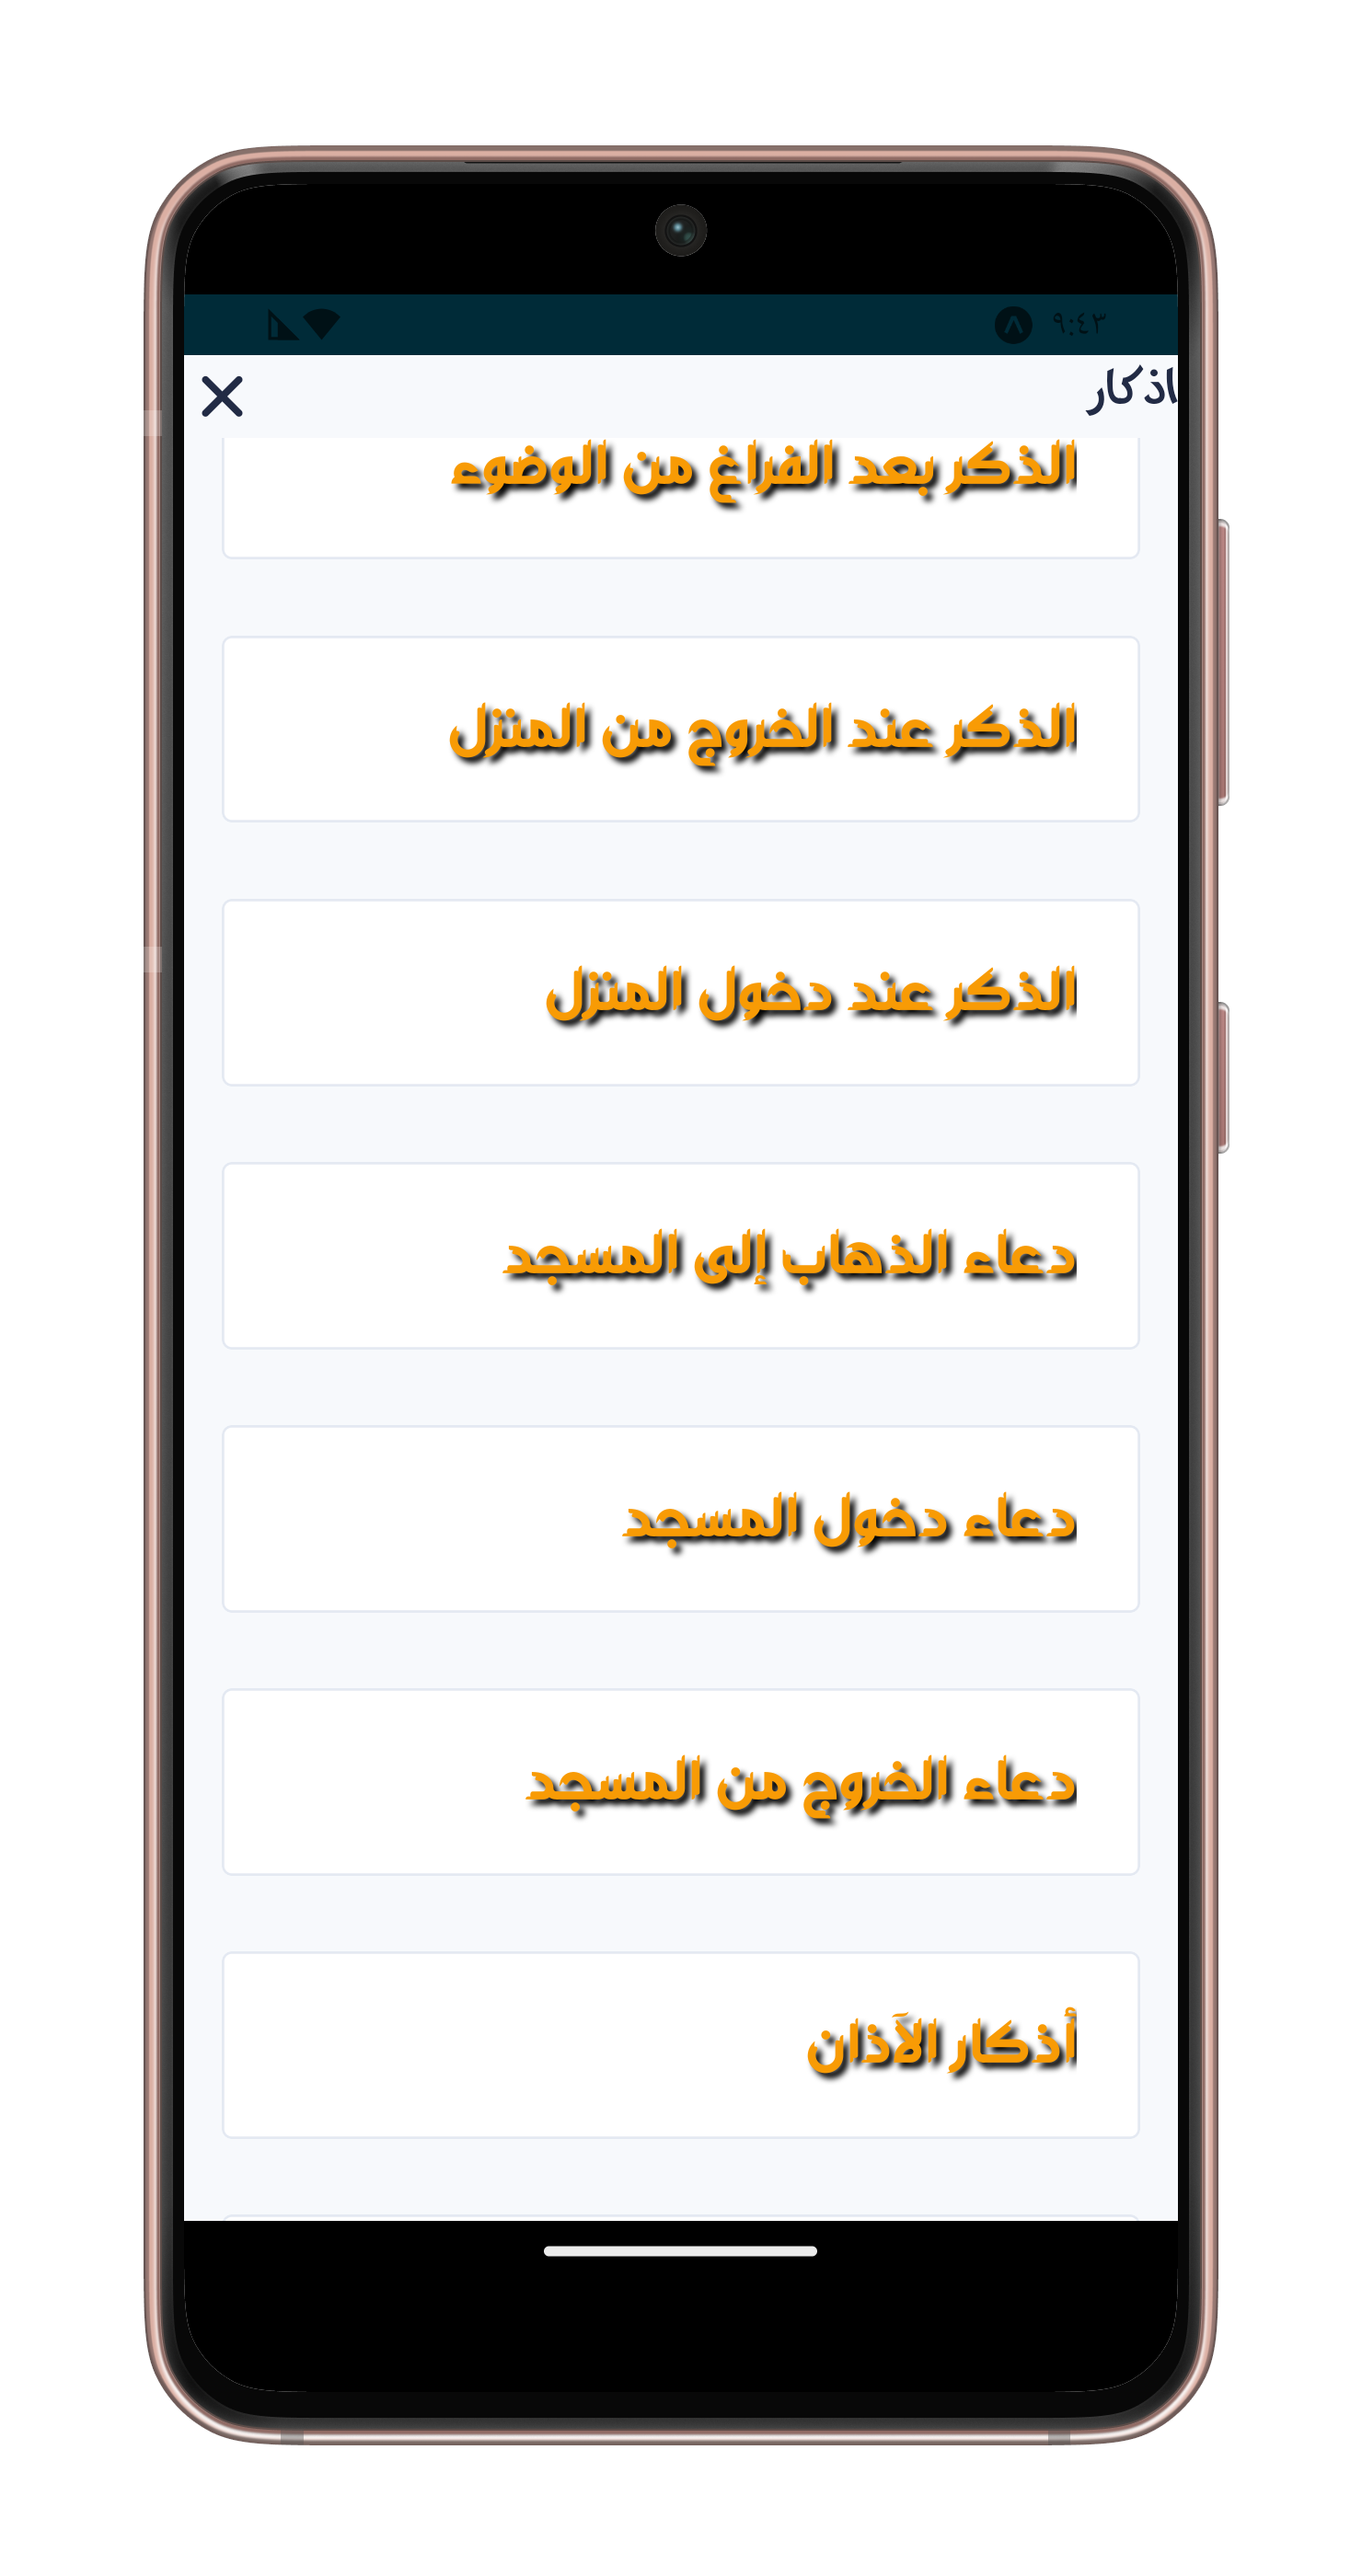 ٩:٤٣
اذكار
الذكر بعد الفراغ من الوضوء
الذكر عند الخروج من المنزل
الذكر عند دخول المنزل
دعاء الذهاب إلى المسجد
دعاء دخول المسجد
دعاء الخروج من المسجد
أذكار الآذان